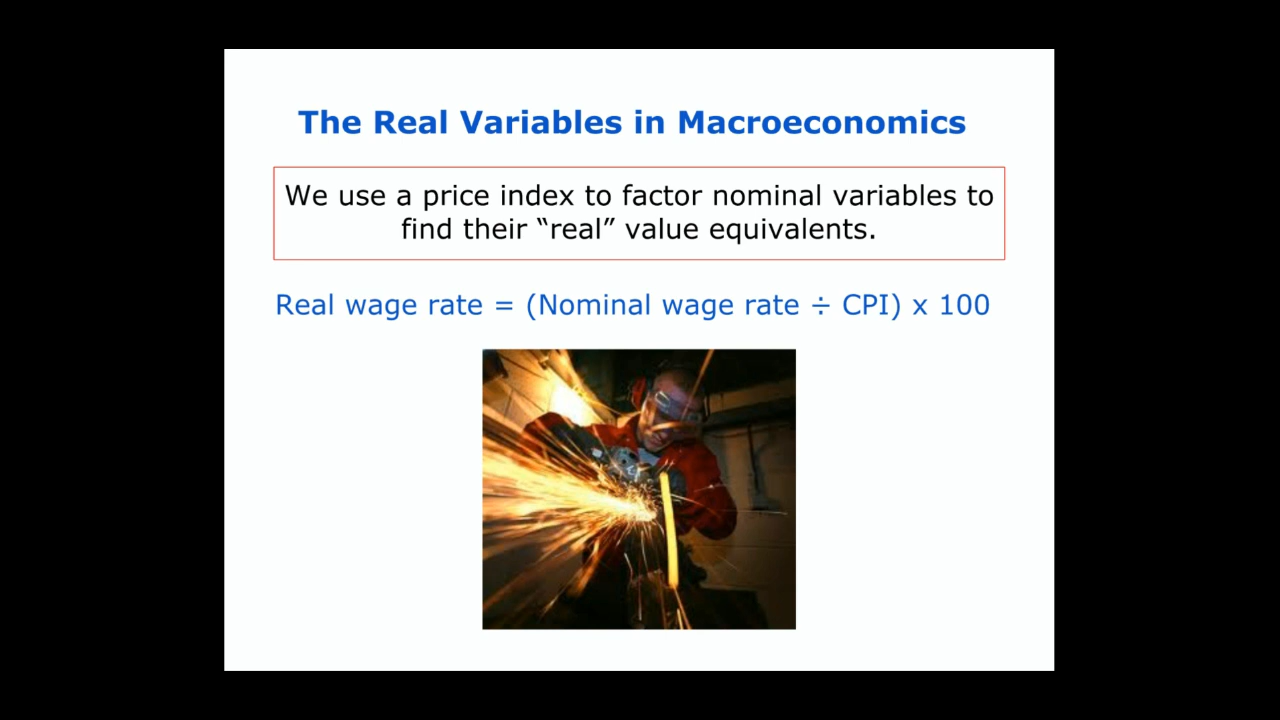 The Real Variables in Macroeconomics
We use a price index to factor nominal variables to
find their “real” value equivalents.
Real wage rate = (Nominal wage rate ÷ CPI) x 100